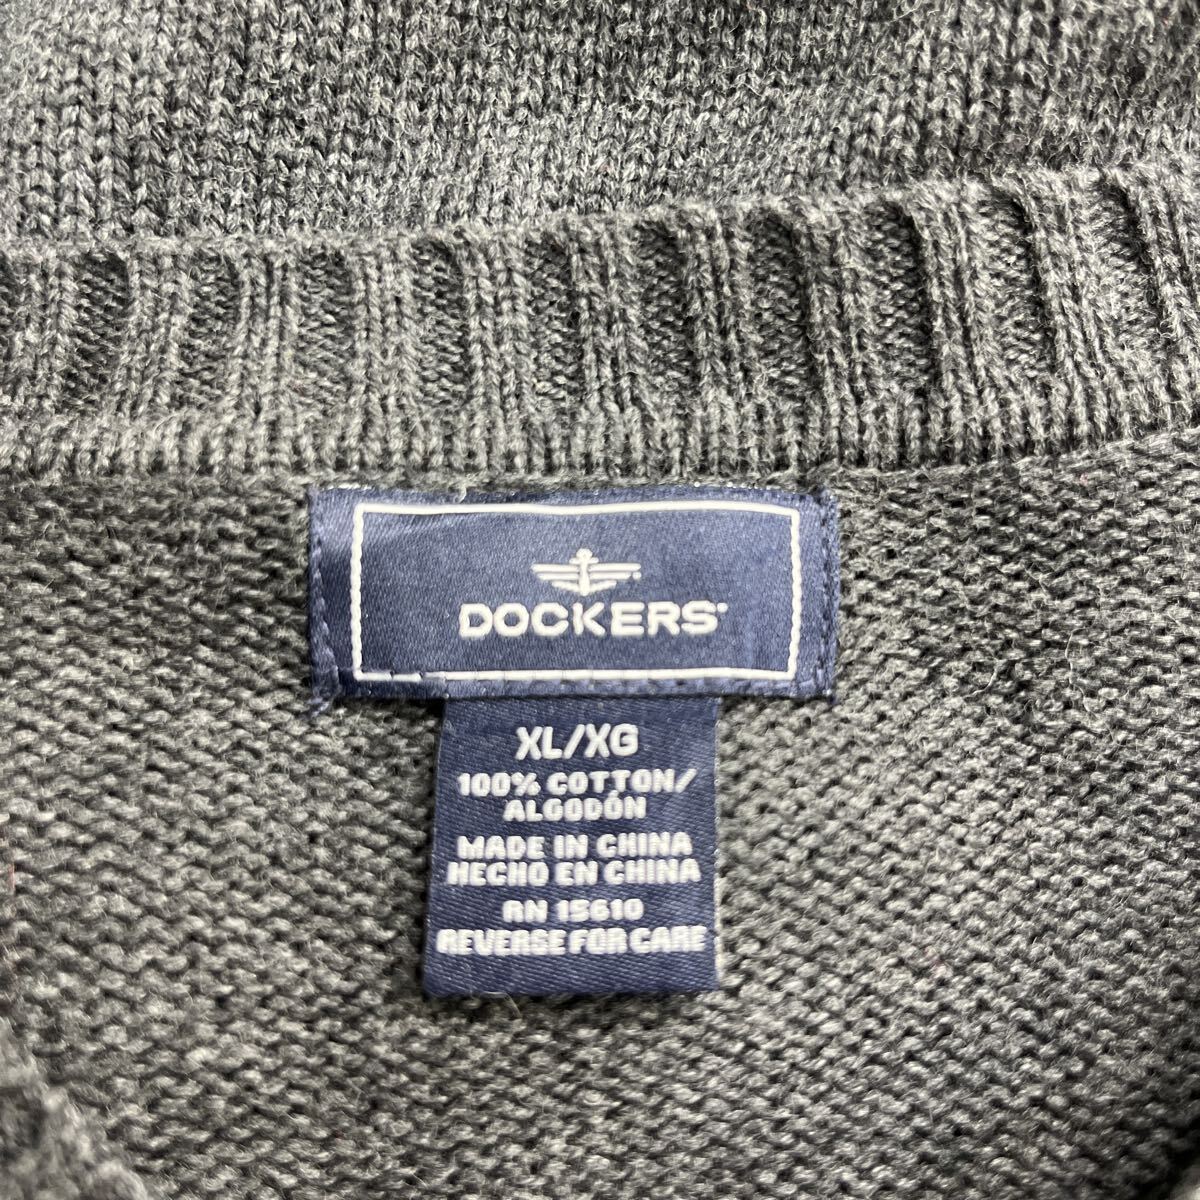 DOCKERS
XL/XG
100% COTTON/
ALGODÓN
MADE IN CHINA
HECHO EN CHINA
RN 15610
REVERSE FOR CARE